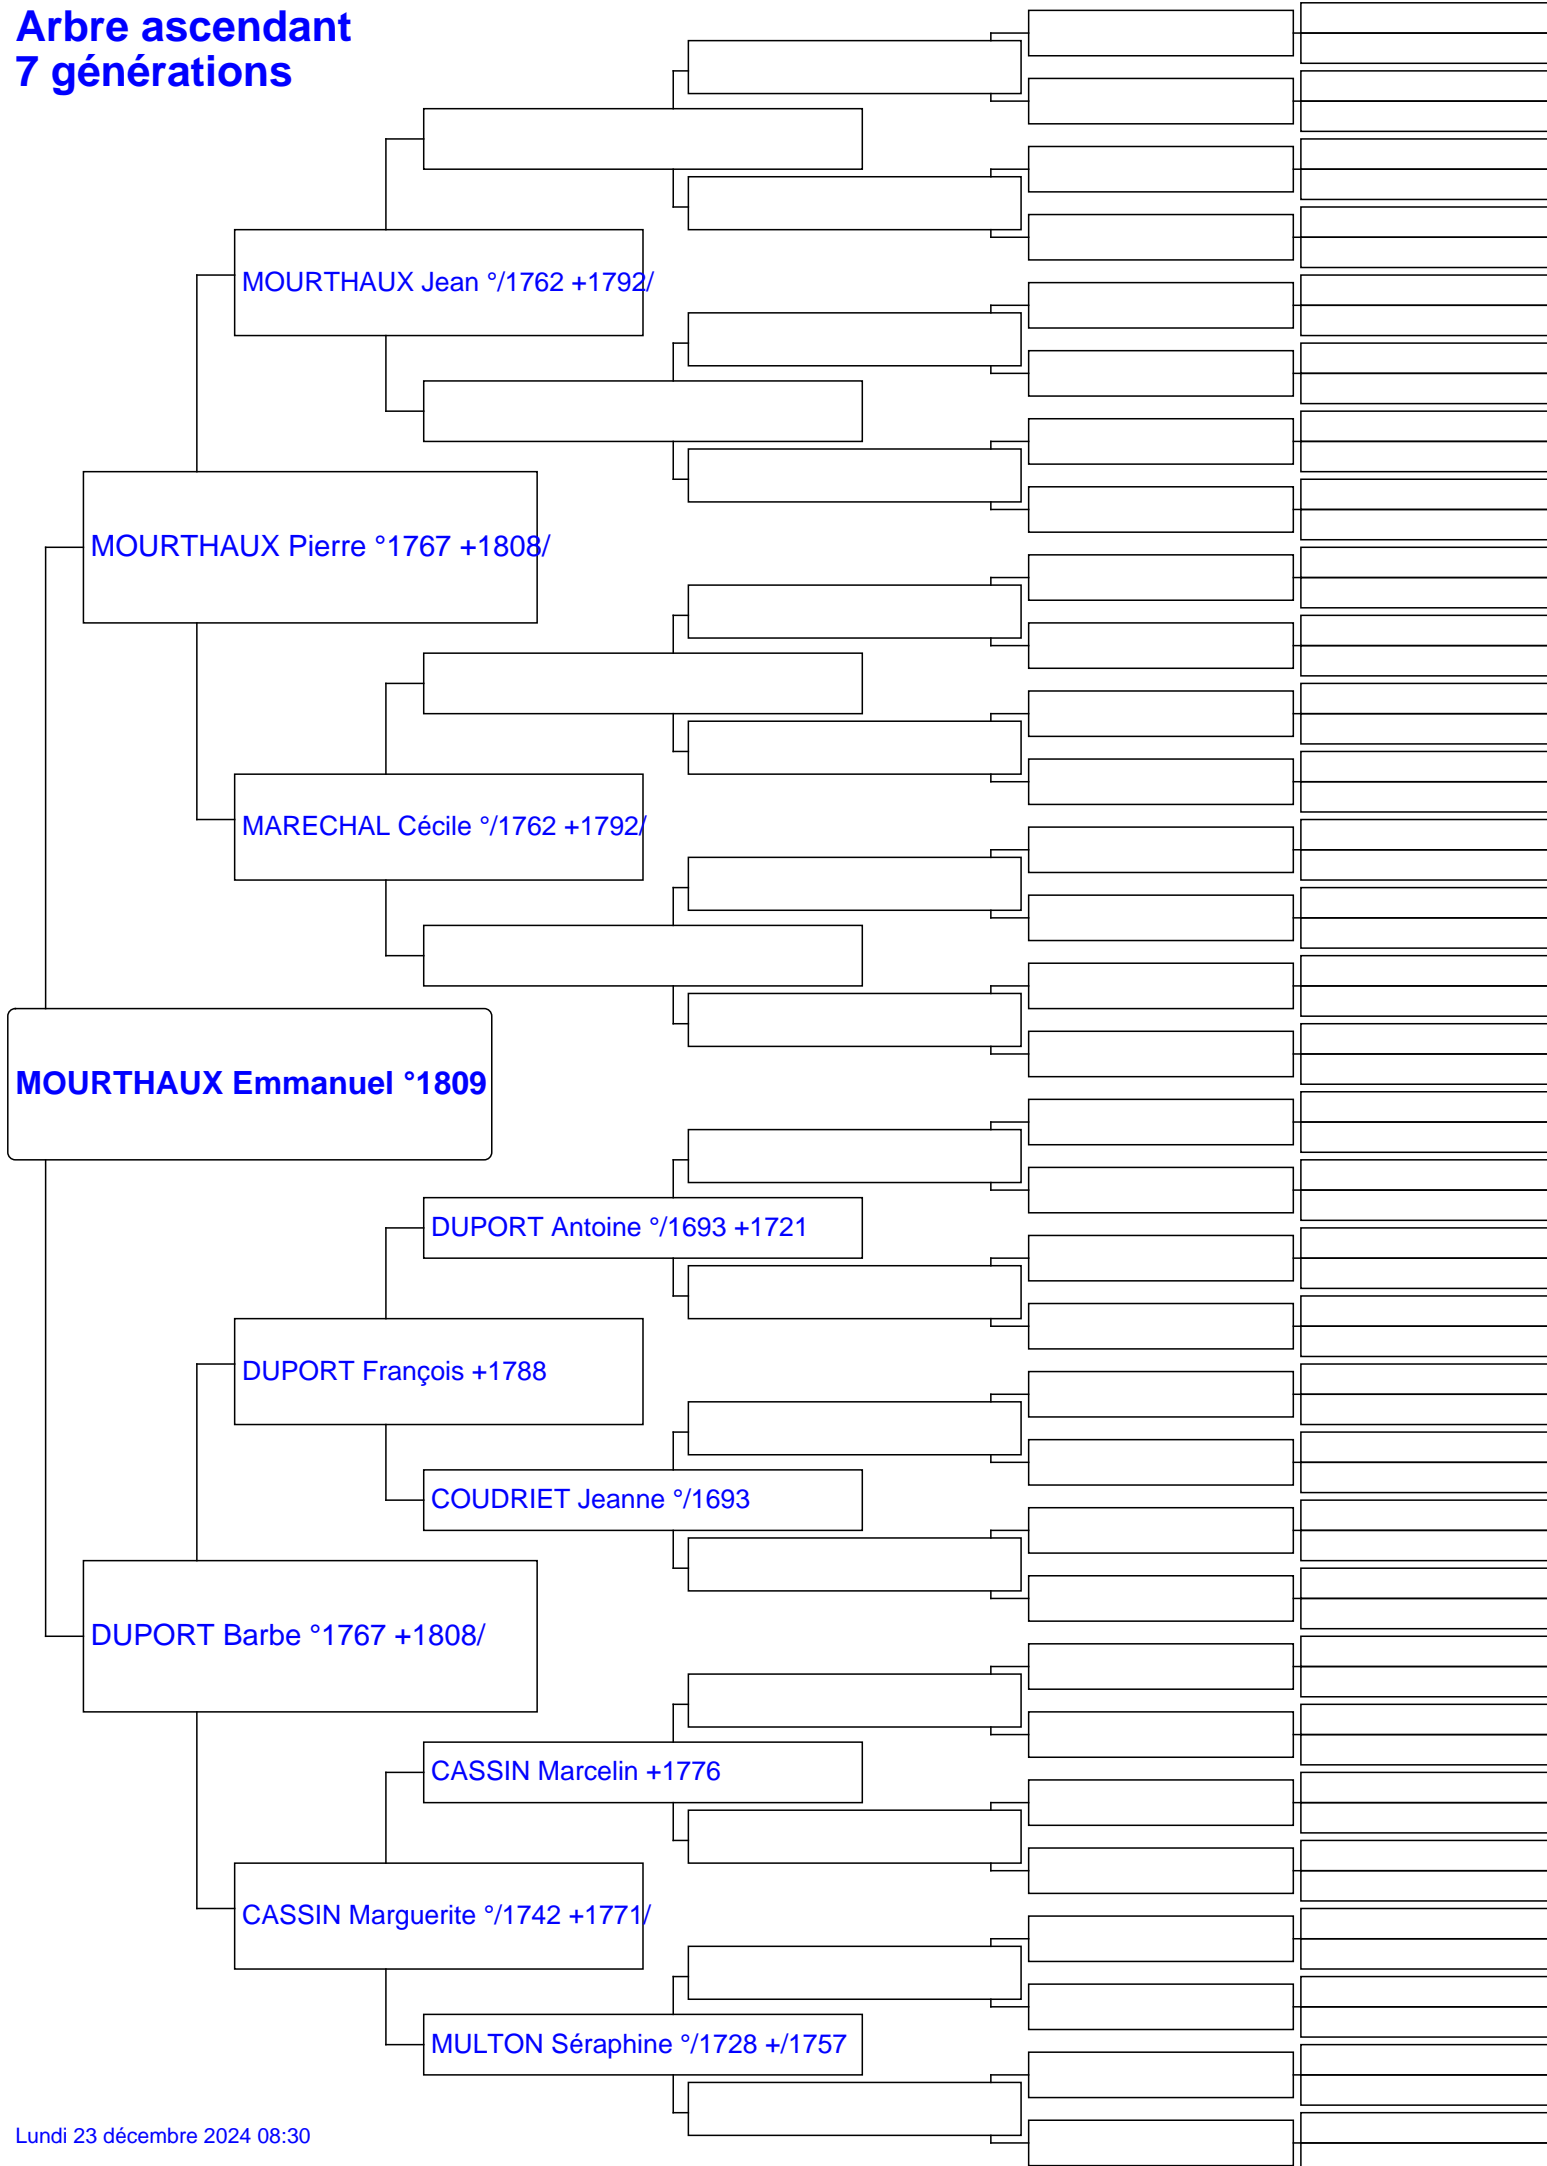 Arbre ascendant
7 générations
MOURTHAUX Jean °/1762 +1792/
MOURTHAUX Pierre °1767 +1808/
MARECHAL Cécile °/1762 +1792/
MOURTHAUX Emmanuel °1809
DUPORT Antoine °/1693 +1721
DUPORT François +1788
COUDRIET Jeanne °/1693
DUPORT Barbe °1767 +1808/
CASSIN Marcelin +1776
CASSIN Marguerite °/1742 +1771/
MULTON Séraphine °/1728 +/1757
Lundi 23 décembre 2024 08:30